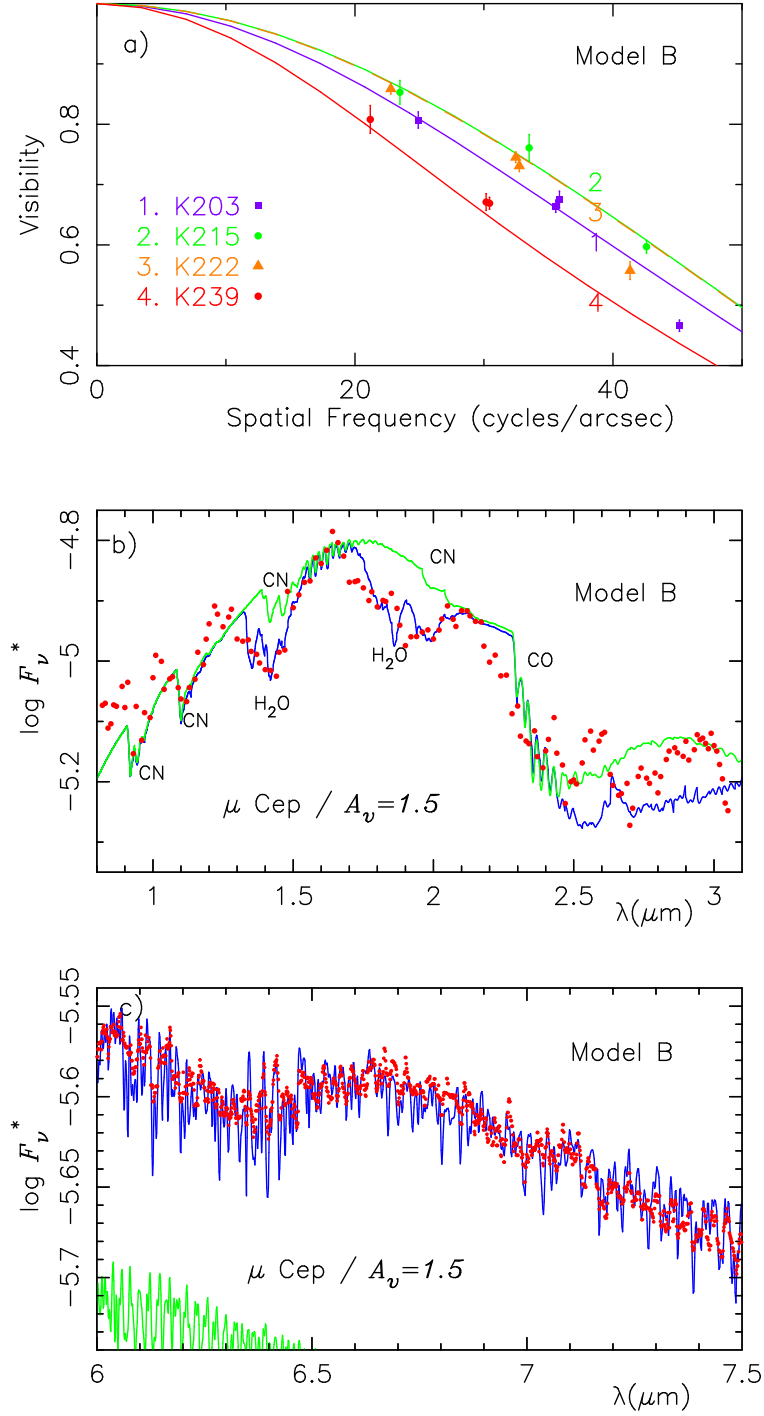 a)
Model B
1. K203
2. K215
3. K222
4. K239
2
3
1
4
Visibility
0.8
0.6
0.4
0
20
40
Spatial Frequency (cycles/arcsec)
b)
Model B
CN
CN
CN
CN
H2O
H2O
CO
μ Cep / Av=1.5
log Fν*
−4.8
−5
−5.2
1
1.5
2
2.5
3
λ(μm)
c)
Model B
μ Cep / Av=1.5
log Fν*
−5.55
−5.6
−5.65
−5.7
6
6.5
7
7.5
λ(μm)